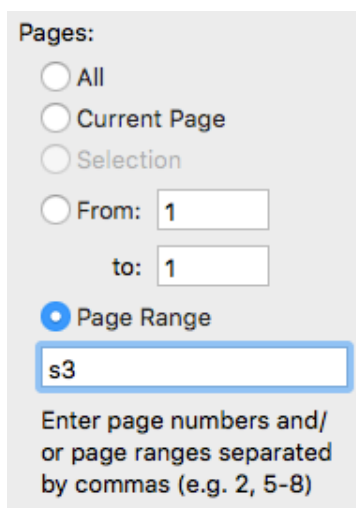 Pages:
All
Current Page
Selection
From: 1
to: 1
Page Range
s3
Enter page numbers and/
or page ranges separated
by commas (e.g. 2, 5-8)